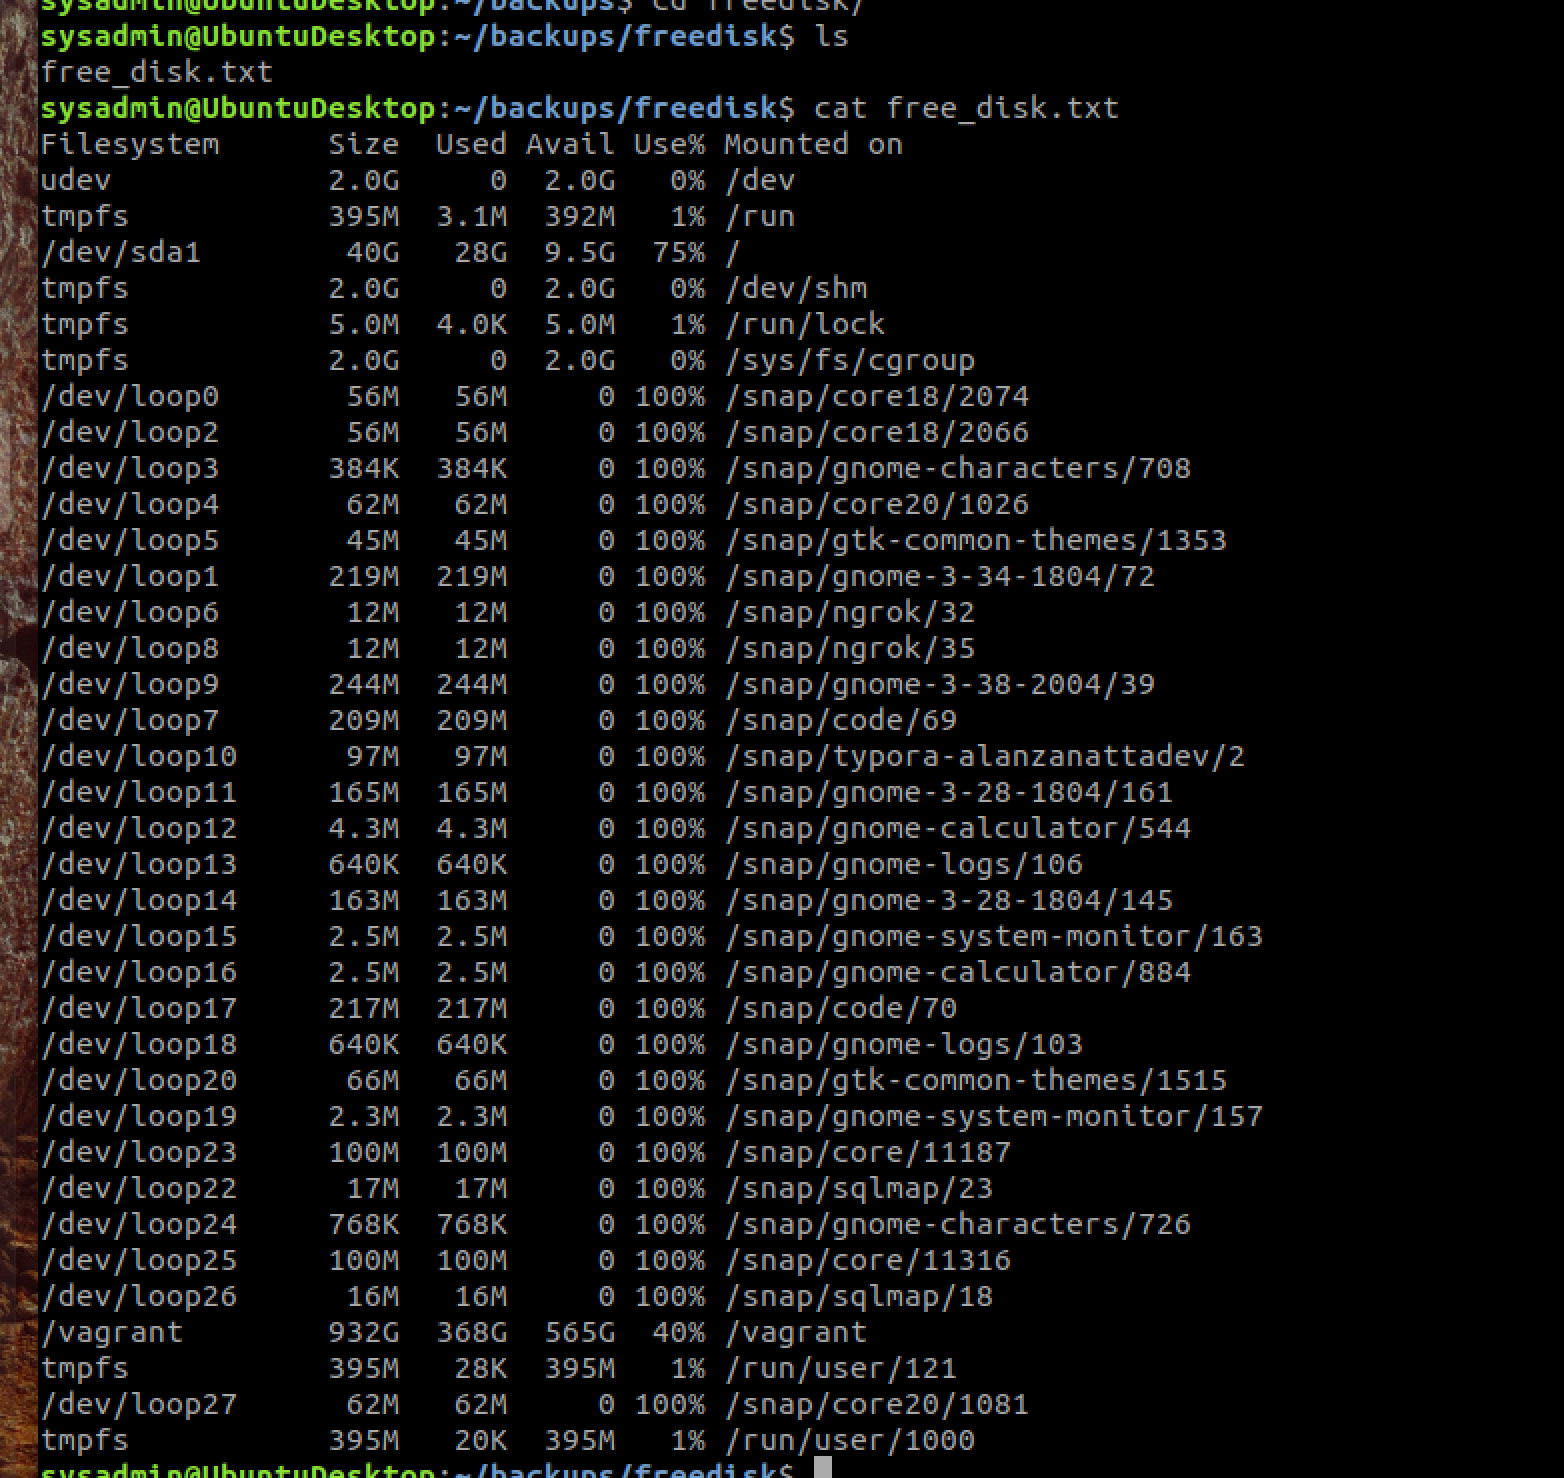 sysadmin@UbuntuDesktop:~/backups$ cd freedisk/
sysadmin@UbuntuDesktop:~/backups/freedisk$ ls
free_disk.txt
sysadmin@UbuntuDesktop:~/backups/freedisk$ cat free_disk.txt
Filesystem      Size  Used Avail Use% Mounted on
udev            2.0G     0  2.0G   0% /dev
tmpfs           395M  3.1M  392M   1% /run
/dev/sda1        40G   28G  9.5G  75% /
tmpfs           2.0G     0  2.0G   0% /dev/shm
tmpfs           5.0M  4.0K  5.0M   1% /run/lock
tmpfs           2.0G     0  2.0G   0% /sys/fs/cgroup
/dev/loop0       56M   56M     0 100% /snap/core18/2074
/dev/loop2       56M   56M     0 100% /snap/core18/2066
/dev/loop3      384K  384K     0 100% /snap/gnome-characters/708
/dev/loop4       62M   62M     0 100% /snap/core20/1026
/dev/loop5       45M   45M     0 100% /snap/gtk-common-themes/1353
/dev/loop1      219M  219M     0 100% /snap/gnome-3-34-1804/72
/dev/loop6       12M   12M     0 100% /snap/ngrok/32
/dev/loop8       12M   12M     0 100% /snap/ngrok/35
/dev/loop9      244M  244M     0 100% /snap/gnome-3-38-2004/39
/dev/loop7      209M  209M     0 100% /snap/code/69
/dev/loop10      97M   97M     0 100% /snap/typora-alanzanattadev/2
/dev/loop11     165M  165M     0 100% /snap/gnome-3-28-1804/161
/dev/loop12     4.3M  4.3M     0 100% /snap/gnome-calculator/544
/dev/loop13     640K  640K     0 100% /snap/gnome-logs/106
/dev/loop14     163M  163M     0 100% /snap/gnome-3-28-1804/145
/dev/loop15     2.5M  2.5M     0 100% /snap/gnome-system-monitor/163
/dev/loop16     2.5M  2.5M     0 100% /snap/gnome-calculator/884
/dev/loop17     217M  217M     0 100% /snap/code/70
/dev/loop18     640K  640K     0 100% /snap/gnome-logs/103
/dev/loop20      66M   66M     0 100% /snap/gtk-common-themes/1515
/dev/loop19     2.3M  2.3M     0 100% /snap/gnome-system-monitor/157
/dev/loop23     100M  100M     0 100% /snap/core/11187
/dev/loop22      17M   17M     0 100% /snap/sqlmap/23
/dev/loop24     768K  768K     0 100% /snap/gnome-characters/726
/dev/loop25     100M  100M     0 100% /snap/core/11316
/dev/loop26      16M   16M     0 100% /snap/sqlmap/18
/vagrant        932G  368G  565G  40% /vagrant
tmpfs           395M   28K  395M   1% /run/user/121
/dev/loop27      62M   62M     0 100% /snap/core20/1081
tmpfs           395M   20K  395M   1% /run/user/1000
sysadmin@UbuntuDesktop:~/backups/freedisk$